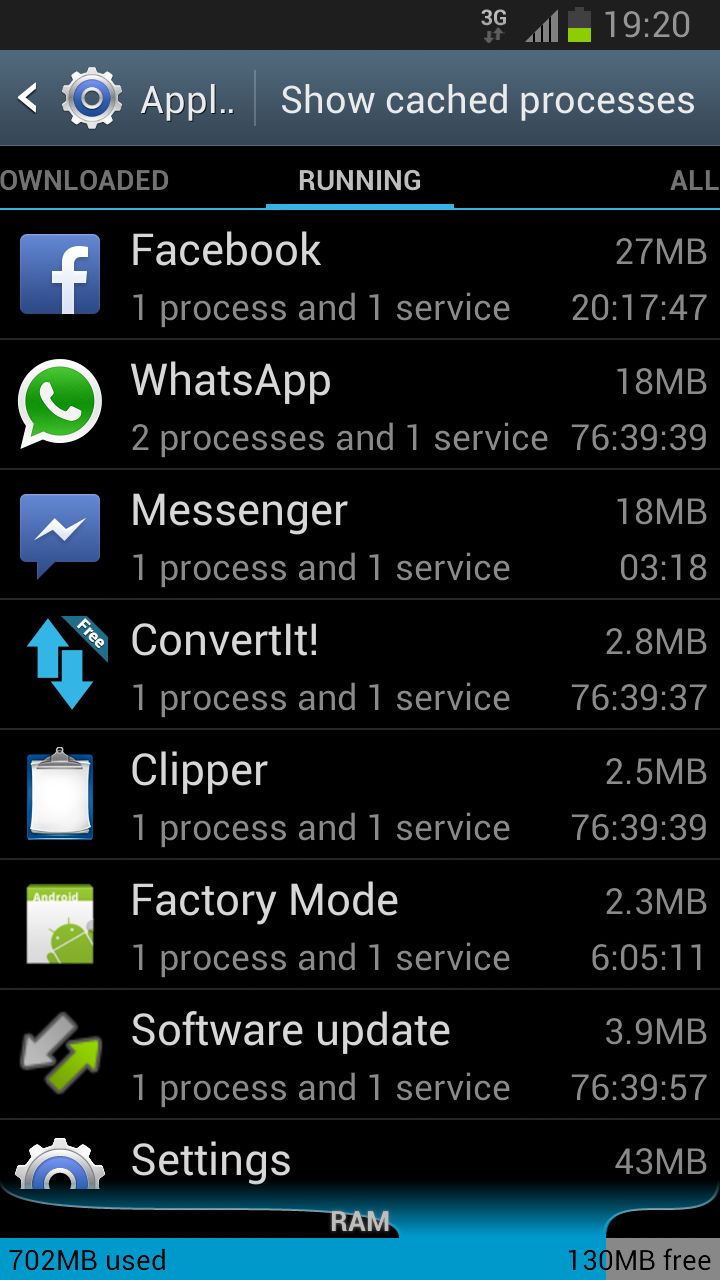 3G 19:20
Appl.. Show cached processes
OWNLOADED RUNNING ALL
Facebook 27MB
1 process and 1 service 20:17:47
WhatsApp 18MB
2 processes and 1 service 76:39:39
Messenger 18MB
1 process and 1 service 03:18
Free
ConvertIt! 2.8MB
1 process and 1 service 76:39:37
Clipper 2.5MB
1 process and 1 service 76:39:39
Android
Factory Mode 2.3MB
1 process and 1 service 6:05:11
Software update 3.9MB
1 process and 1 service 76:39:57
Settings 43MB
RAM
702MB used 130MB free